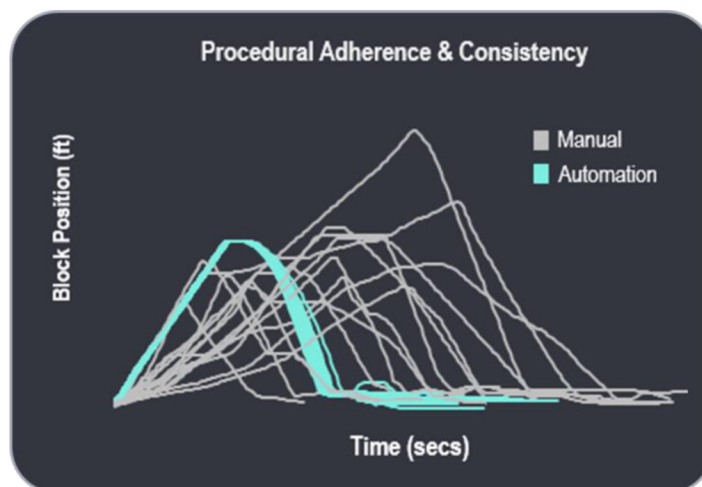 Procedural Adherence & Consistency
Block Position (ft)
Manual
Automation
Time (secs)